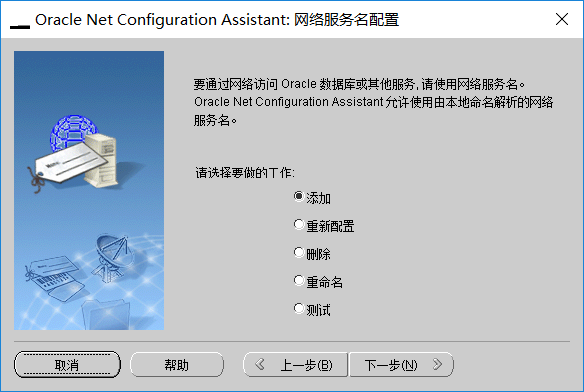 Oracle Net Configuration Assistant: 网络服务名配置
要通过网络访问 Oracle 数据库或其他服务, 请使用网络服务名。
Oracle Net Configuration Assistant 允许使用由本地命名解析的网络
服务名。
请选择要做的工作:
添加
重新配置
删除
重命名
测试
取消
帮助
上一步(B)
下一步(N)